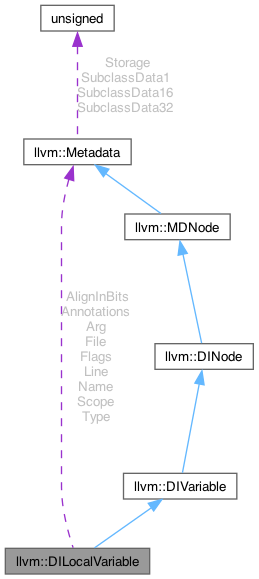 unsigned
Storage
SubclassData1
SubclassData16
SubclassData32
llvm::Metadata
llvm::MDNode
AlignInBits
Annotations
Arg
File
Flags
Line
Name
Scope
Type
llvm::DINode
llvm::DIVariable
llvm::DILocalVariable